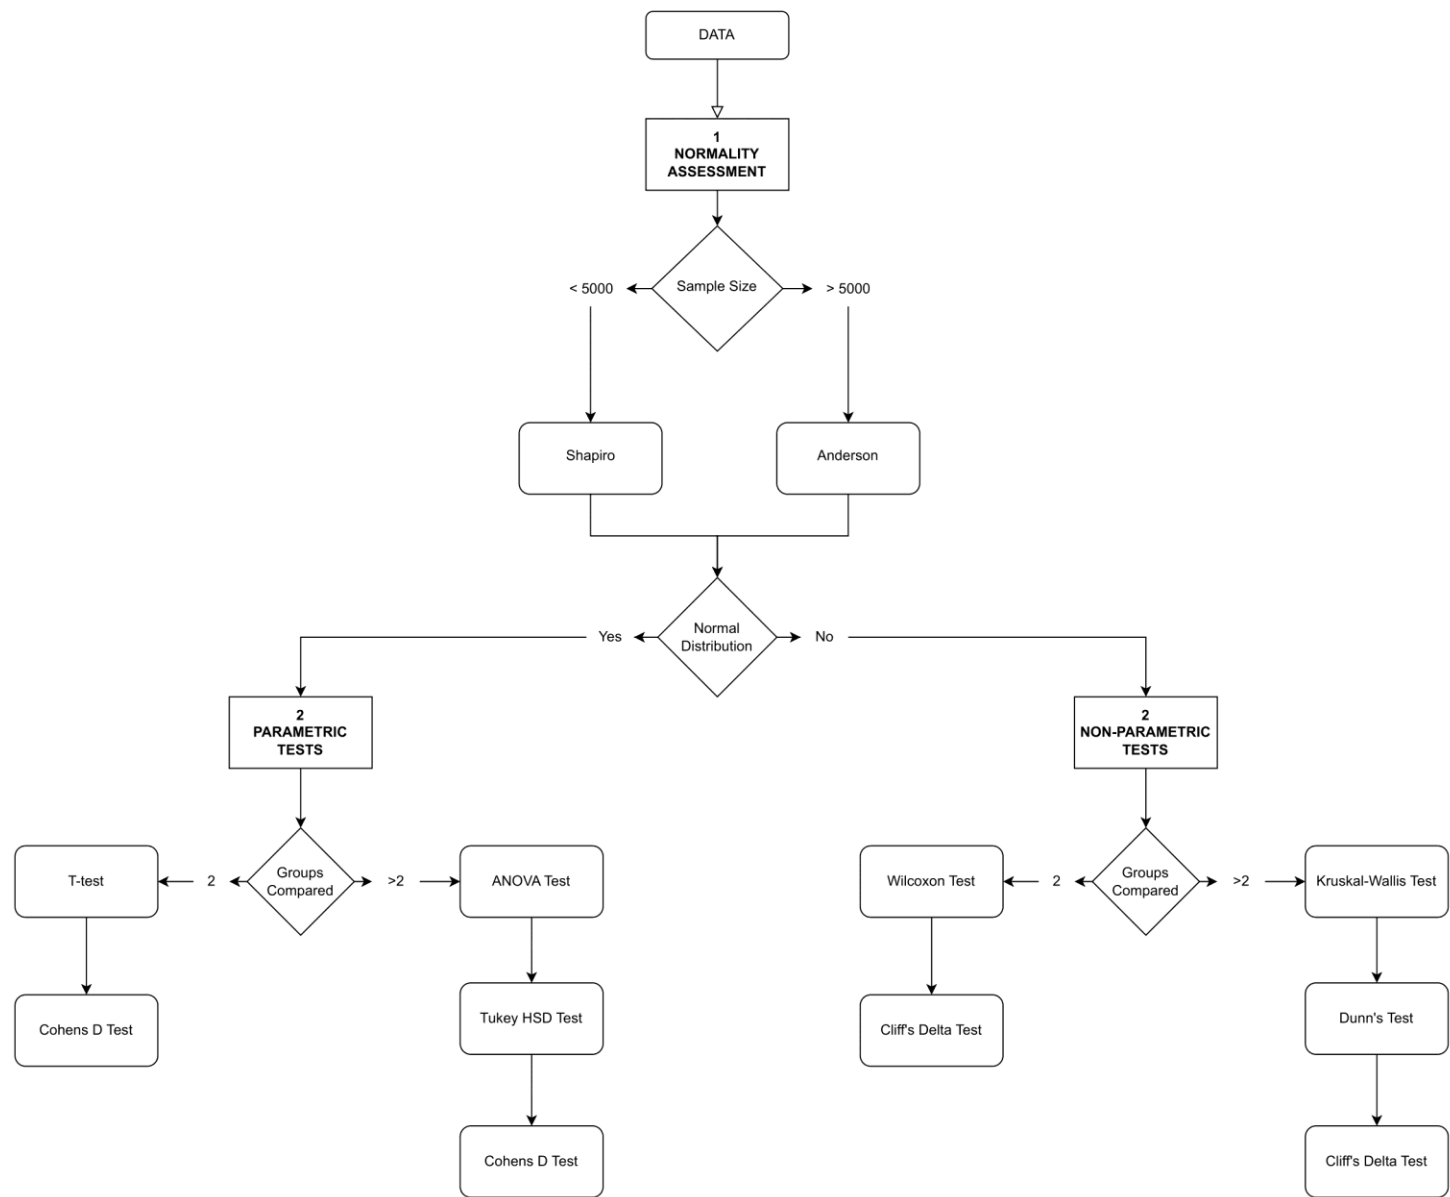 DATA
1
NORMALITY
ASSESSMENT
Sample Size
< 5000
> 5000
Shapiro
Anderson
Normal
Distribution
Yes
No
2
PARAMETRIC
TESTS
2
NON-PARAMETRIC
TESTS
T-test
2
Groups
Compared
>2
ANOVA Test
Wilcoxon Test
2
Groups
Compared
>2
Kruskal-Wallis Test
Cohens D Test
Tukey HSD Test
Cliff's Delta Test
Dunn's Test
Cohens D Test
Cliff's Delta Test